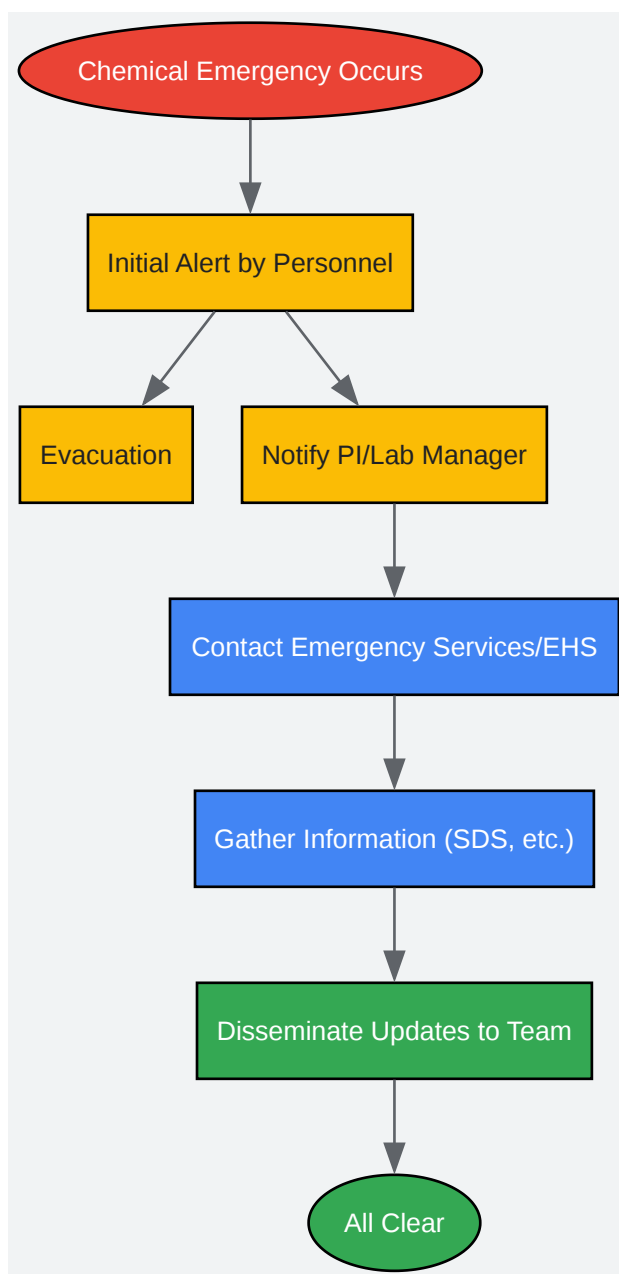 Chemical Emergency Occurs
Initial Alert by Personnel
Evacuation
Notify PI/Lab Manager
Contact Emergency Services/EHS
Gather Information (SDS, etc.)
Disseminate Updates to Team
All Clear